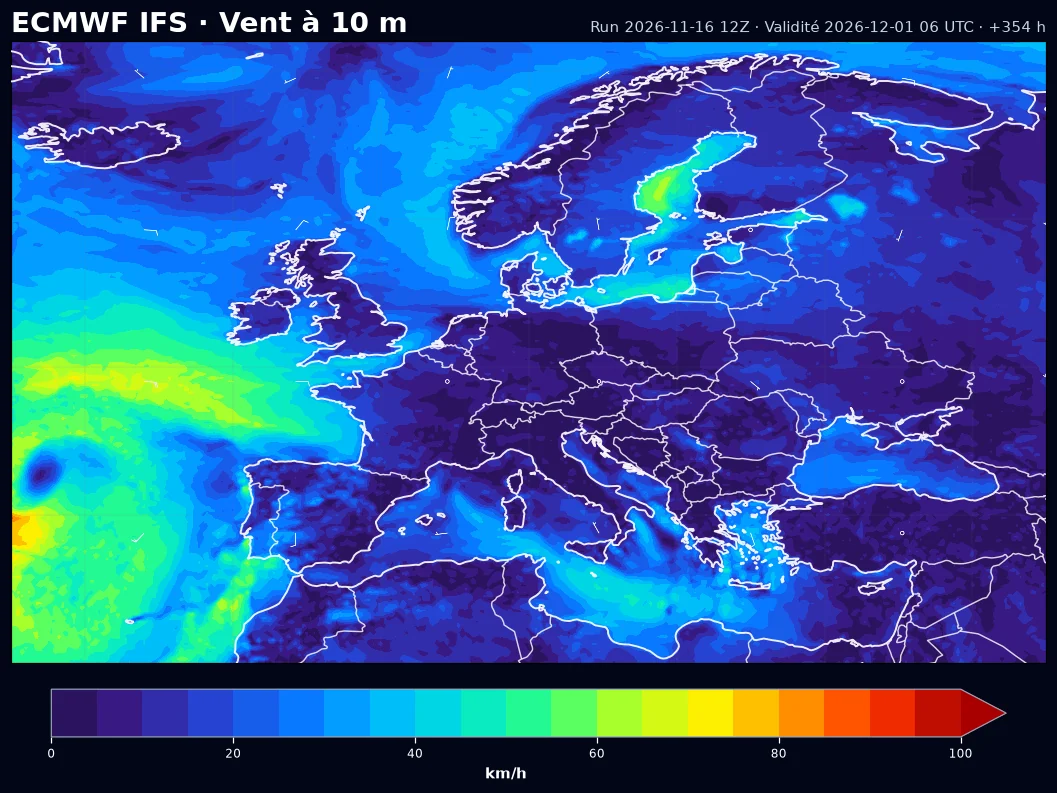 ECMWF IFS · Vent à 10 m
Run 2026-11-16 12Z · Validité 2026-12-01 06 UTC · +354 h
0 20 40 60 80 100
km/h